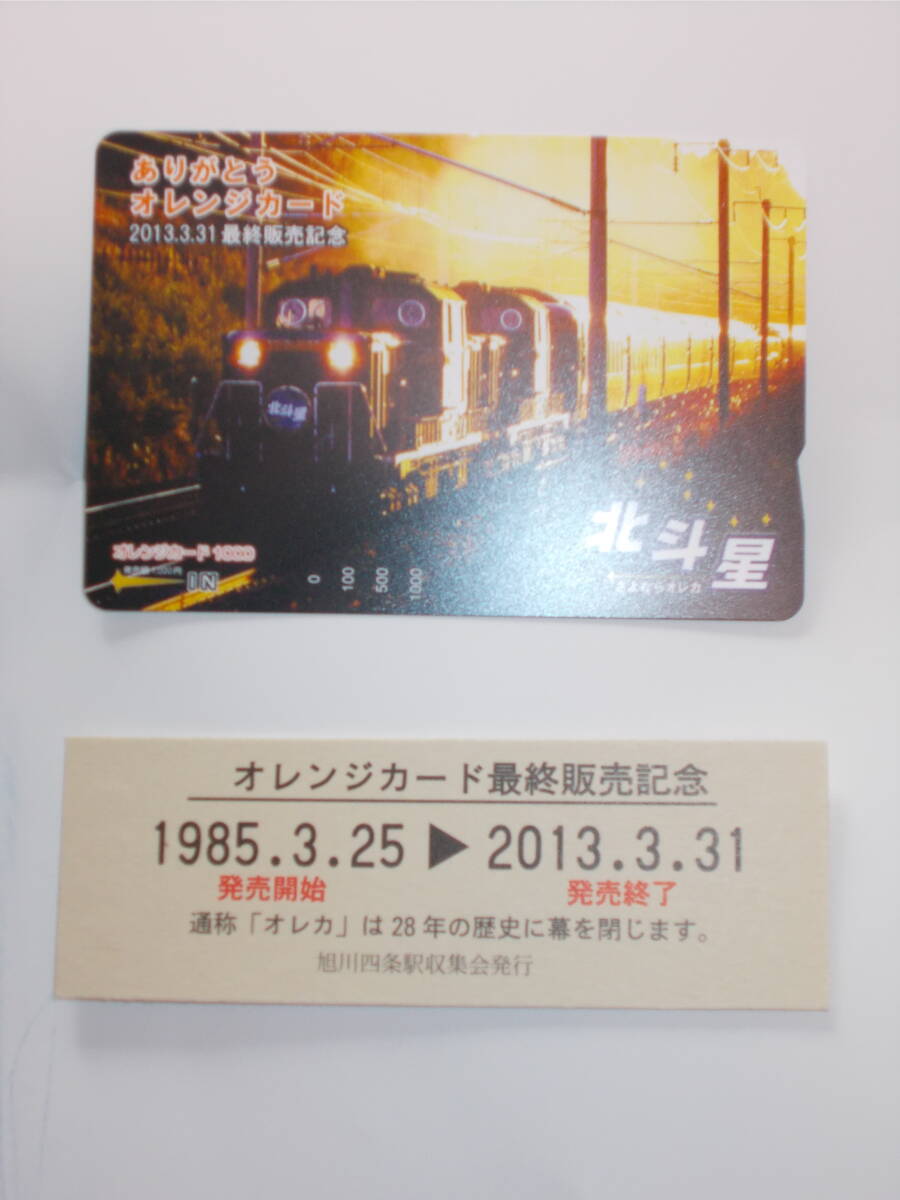 ありがとう
オレンジカード
2013.3.31 最終販売記念
北斗星
オレンジカード 1000
IN
0 100 500 1000
北斗星
オレンジカード最終販売記念
1985.3.25 ▶ 2013.3.31
発売開始 発売終了
通称「オレカ」は28年の歴史に幕を閉じます。
旭川四条駅収集会発行